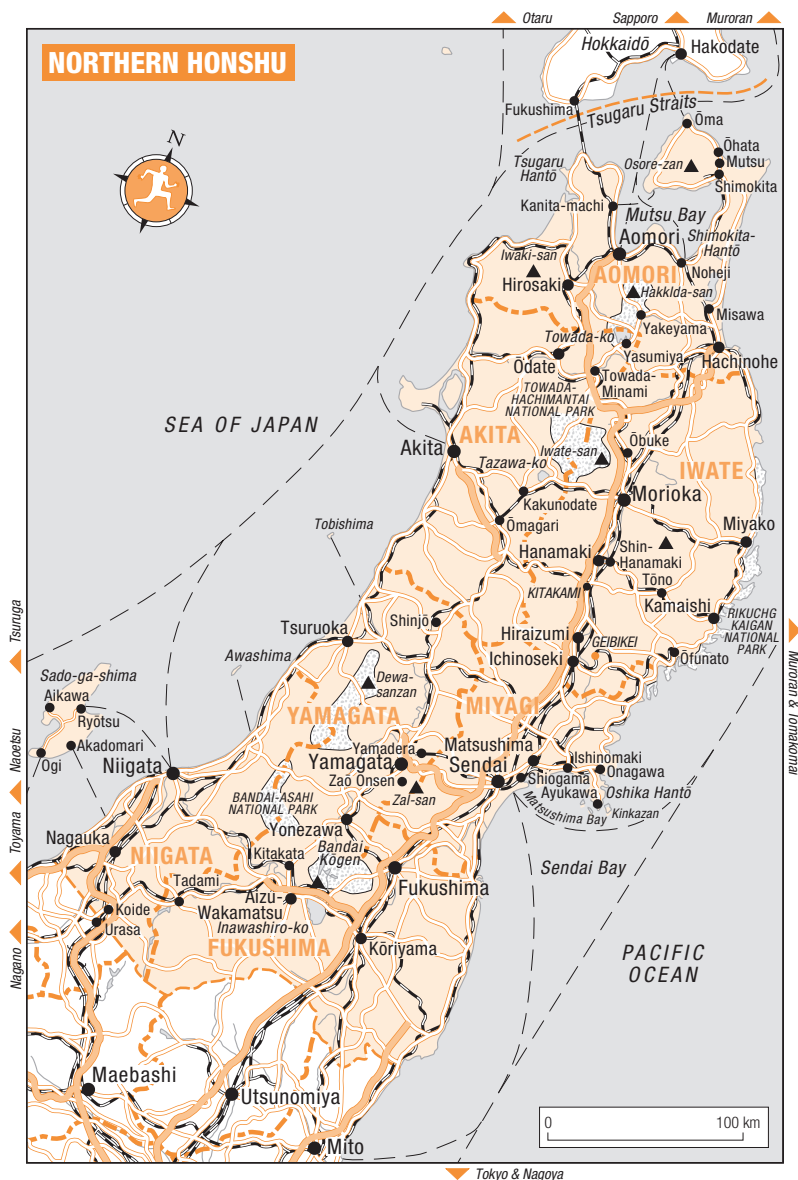 Otaru
Sapporo
Muroran
NORTHERN HONSHU
N
Hokkaidō
Hakodate
Fukushima
Tsugaru Straits
Ōma
Ōhata
Mutsu
Osore-zan
Shimokita
Tsugaru
Hantō
Kanita-machi
Mutsu Bay
Aomori
Shimokita-
Hantō
Iwaki-san
AOMORI
Noheji
Hirosaki
Hakkıda-san
Misawa
Yakeyama
Towada-ko
Yasumiya
Hachinohe
Odate
Towada-
Minami
TOWADA-
HACHIMANTAI
NATIONAL PARK
SEA OF JAPAN
AKITA
Akita
Ōbuke
Iwate-san
IWATE
Tazawa-ko
Morioka
Kakunodate
Ōmagari
Tobishima
Miyako
Hanamaki
Shin-
Hanamaki
Tōno
KITAKAMI
Kamaishi
Shinjō
RIKUCHG
KAIGAN
NATIONAL
PARK
Tsuruoka
Hiraizumi
GEIBIKEI
Ichinoseki
Ofunato
Awashima
Tsuruga
Muroran & Tomakomai
Sado-ga-shima
Aikawa
Ryōtsu
Akadomari
Ogi
Dewa-
sanzan
YAMAGATA
MIYAGI
Naoetsu
Niigata
Yamadera
Yamagata
Matsushima
Sendai
Zaō Onsen
Zal-san
Ishinomaki
Onagawa
Shiogama
Ayukawa
Oshika Hantō
Matsushima Bay
Kinkazan
BANDAI-ASAHI
NATIONAL PARK
Yonezawa
Toyama
Nagauka
NIIGATA
Kitakata
Bandai
Kōgen
Sendai Bay
Fukushima
Tadami
Aizu-
Wakamatsu
Koide
Urasa
Inawashiro-ko
FUKUSHIMA
Kōriyama
Nagano
PACIFIC
OCEAN
Maebashi
Utsunomiya
Mito
0
100 km
Tokyo & Nagoya